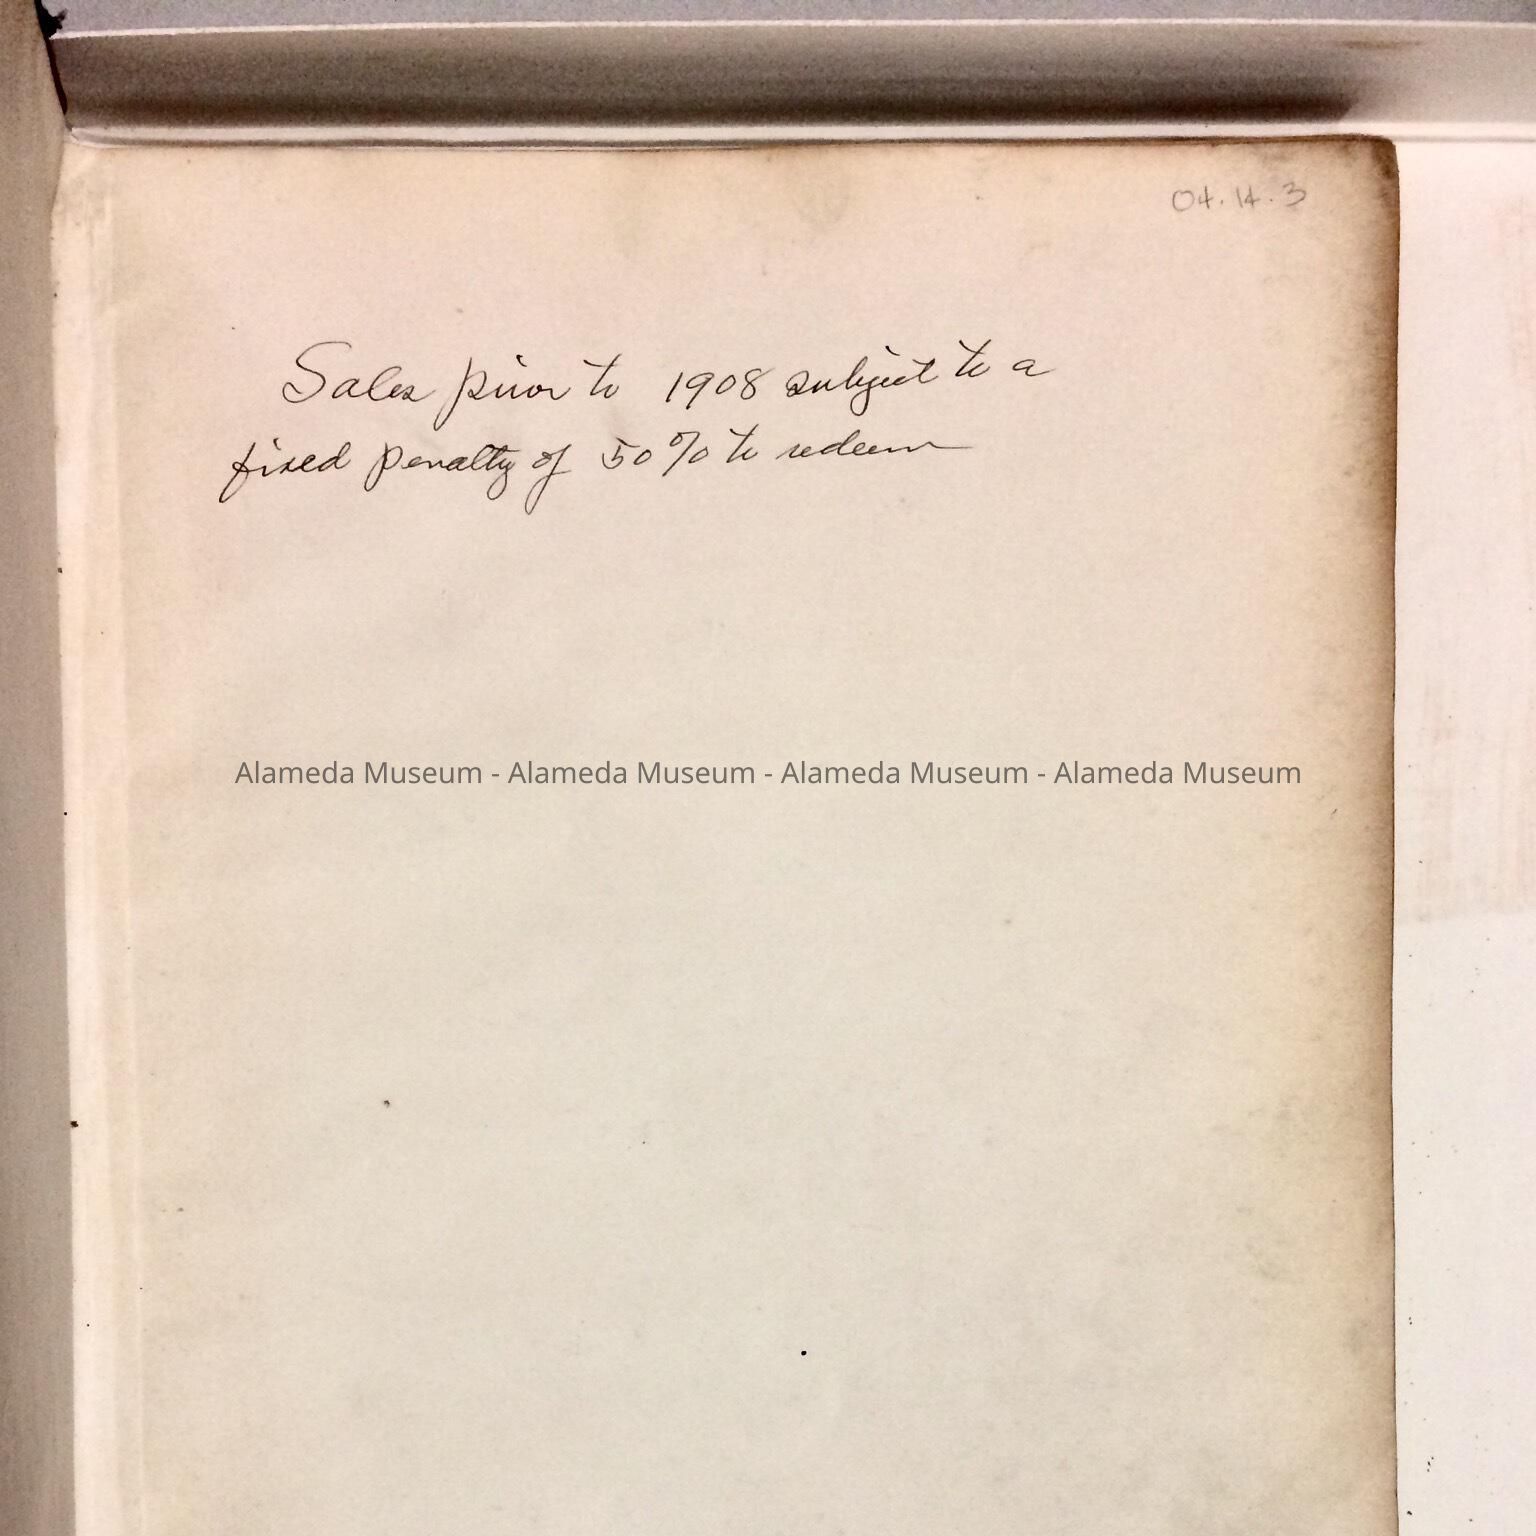 04.14.3
Sales prior to 1908 subject to a
fixed penalty of 50% to redeem
Alameda Museum - Alameda Museum - Alameda Museum - Alameda Museum